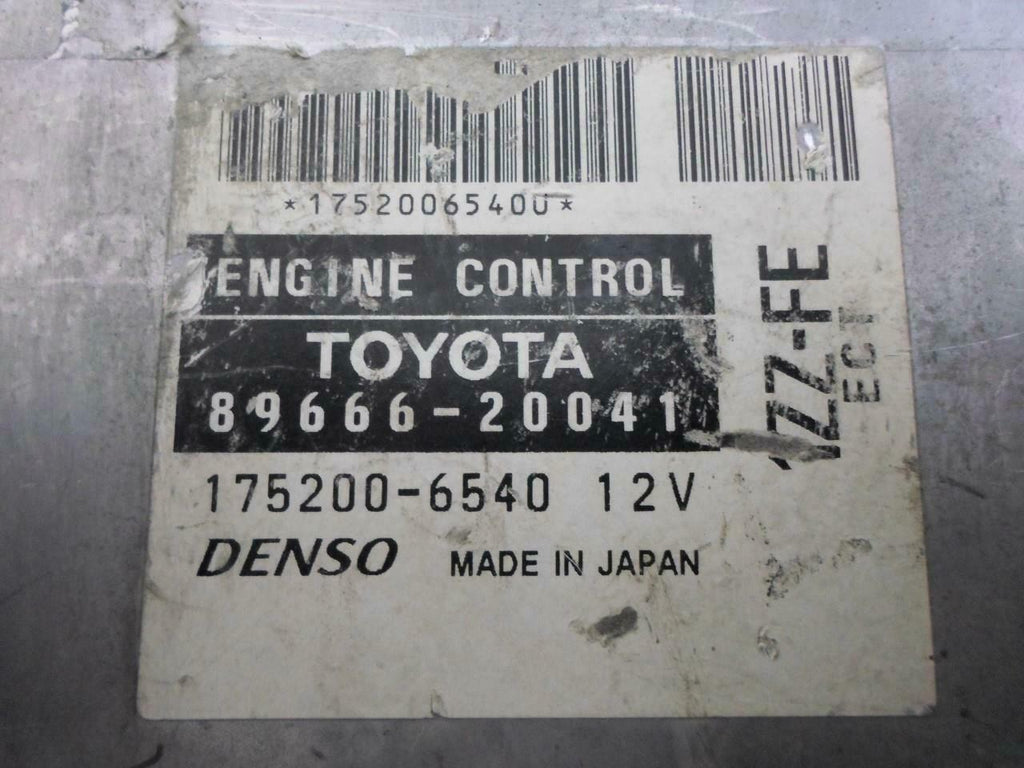 *17520065400*
ENGINE CONTROL
TOYOTA
89666-20041
175200-6540 12V
DENSO MADE IN JAPAN
1ZZ-FE
ECT